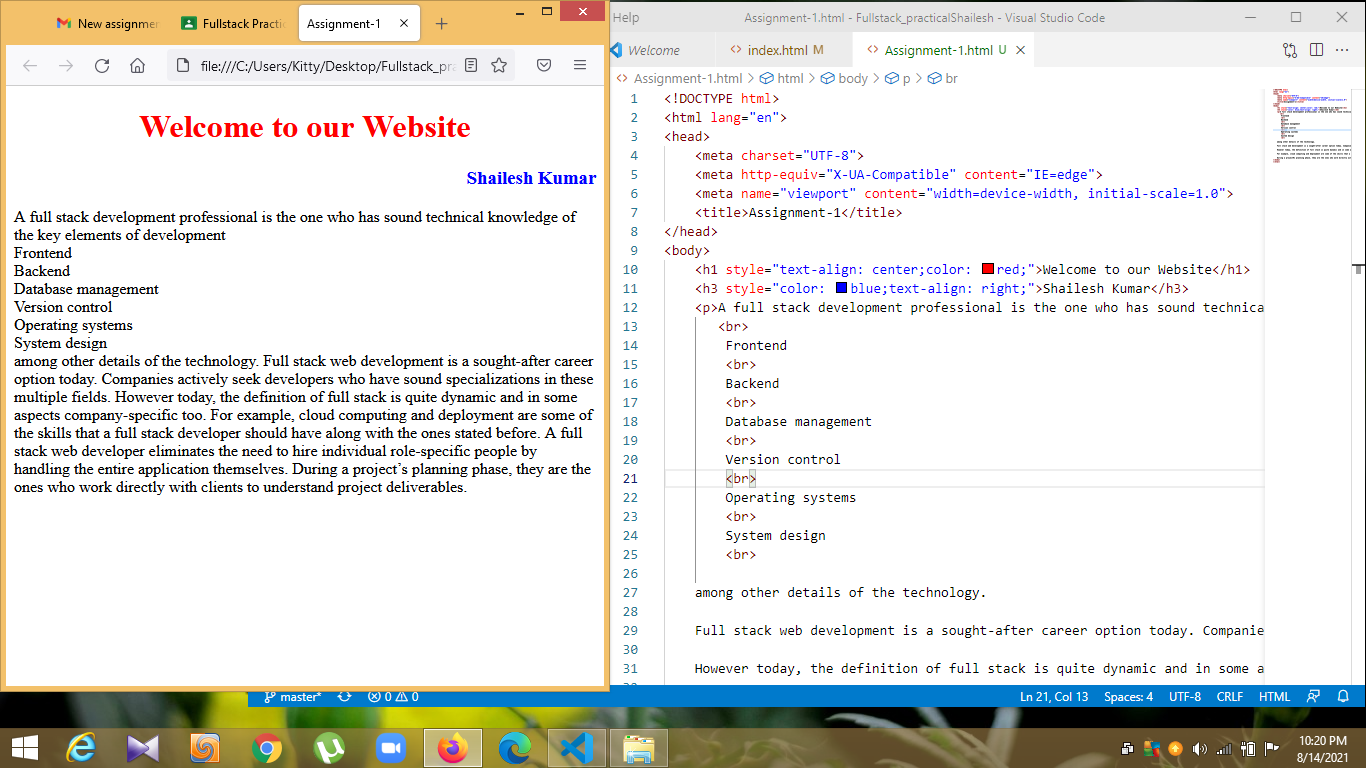 New assignmer
Fullstack Practi
Assignment-1
file:///C:/Users/Kitty/Desktop/Fullstack_pra
Welcome to our Website
Shailesh Kumar
A full stack development professional is the one who has sound technical knowledge of
the key elements of development
Frontend
Backend
Database management
Version control
Operating systems
System design
among other details of the technology. Full stack web development is a sought-after career
option today. Companies actively seek developers who have sound specializations in these
multiple fields. However today, the definition of full stack is quite dynamic and in some
aspects company-specific too. For example, cloud computing and deployment are some of
the skills that a full stack developer should have along with the ones stated before. A full
stack web developer eliminates the need to hire individual role-specific people by
handling the entire application themselves. During a project’s planning phase, they are the
ones who work directly with clients to understand project deliverables.
Help
Assignment-1.html - Fullstack_practicalShailesh - Visual Studio Code
Welcome
<> index.html M
<> Assignment-1.html U
<> Assignment-1.html > html > body > p > br
1 <!DOCTYPE html>
2 <html lang="en">
3 <head>
4 <meta charset="UTF-8">
5 <meta http-equiv="X-UA-Compatible" content="IE=edge">
6 <meta name="viewport" content="width=device-width, initial-scale=1.0">
7 <title>Assignment-1</title>
8 </head>
9 <body>
10 <h1 style="text-align: center;color: red;">Welcome to our Website</h1>
11 <h3 style="color: blue;text-align: right;">Shailesh Kumar</h3>
12 <p>A full stack development professional is the one who has sound technica
13 <br>
14 Frontend
15 <br>
16 Backend
17 <br>
18 Database management
19 <br>
20 Version control
21 <br>
22 Operating systems
23 <br>
24 System design
25 <br>
26
27 among other details of the technology.
28
29 Full stack web development is a sought-after career option today. Companie
30
31 However today, the definition of full stack is quite dynamic and in some a
master*
0
0
Ln 21, Col 13
Spaces: 4
UTF-8
CRLF
HTML
10:20 PM
8/14/2021